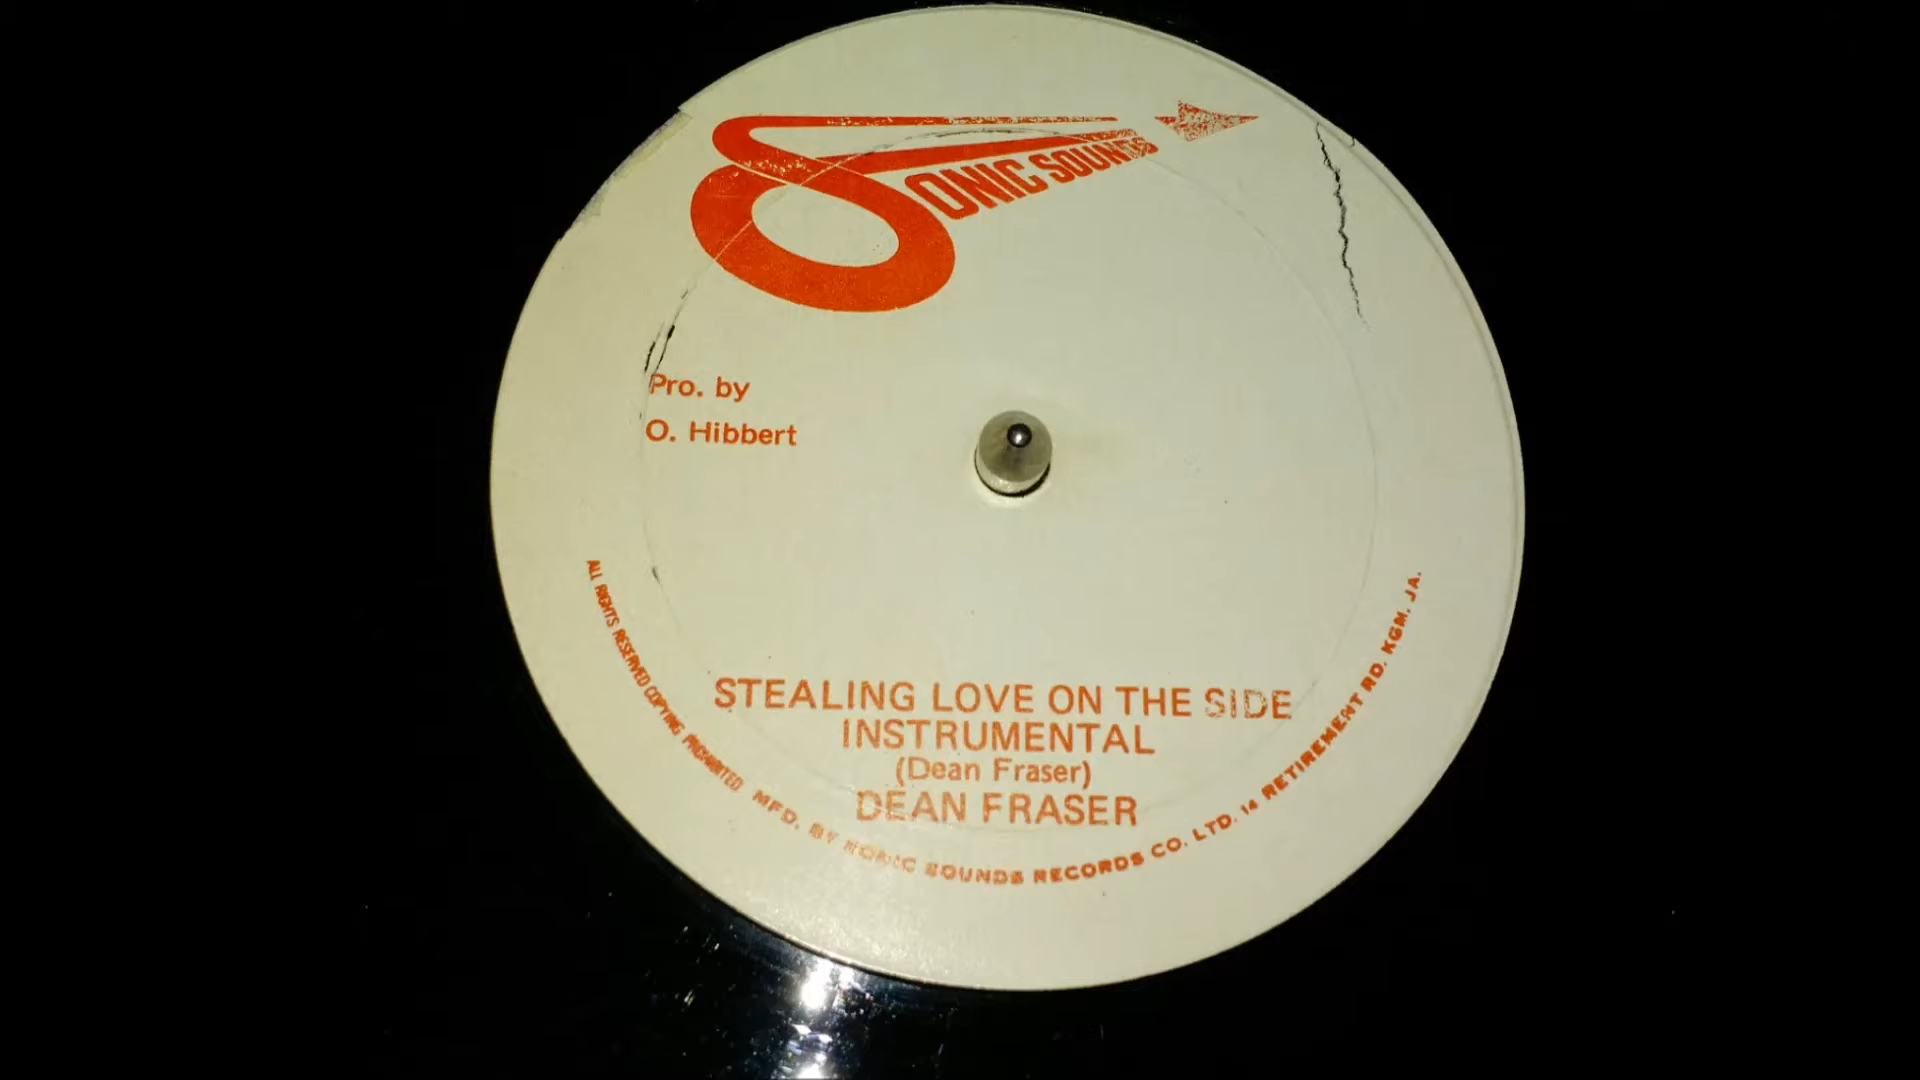 SONIC SOUNDS
Pro. by
O. Hibbert
STEALING LOVE ON THE SIDE
INSTRUMENTAL
(Dean Fraser)
DEAN FRASER
ALL RIGHTS RESERVED COPYING PROHIBITED MFD. BY SONIC SOUNDS RECORDS CO. LTD. 14 RETIREMENT RD. KGN. JA.